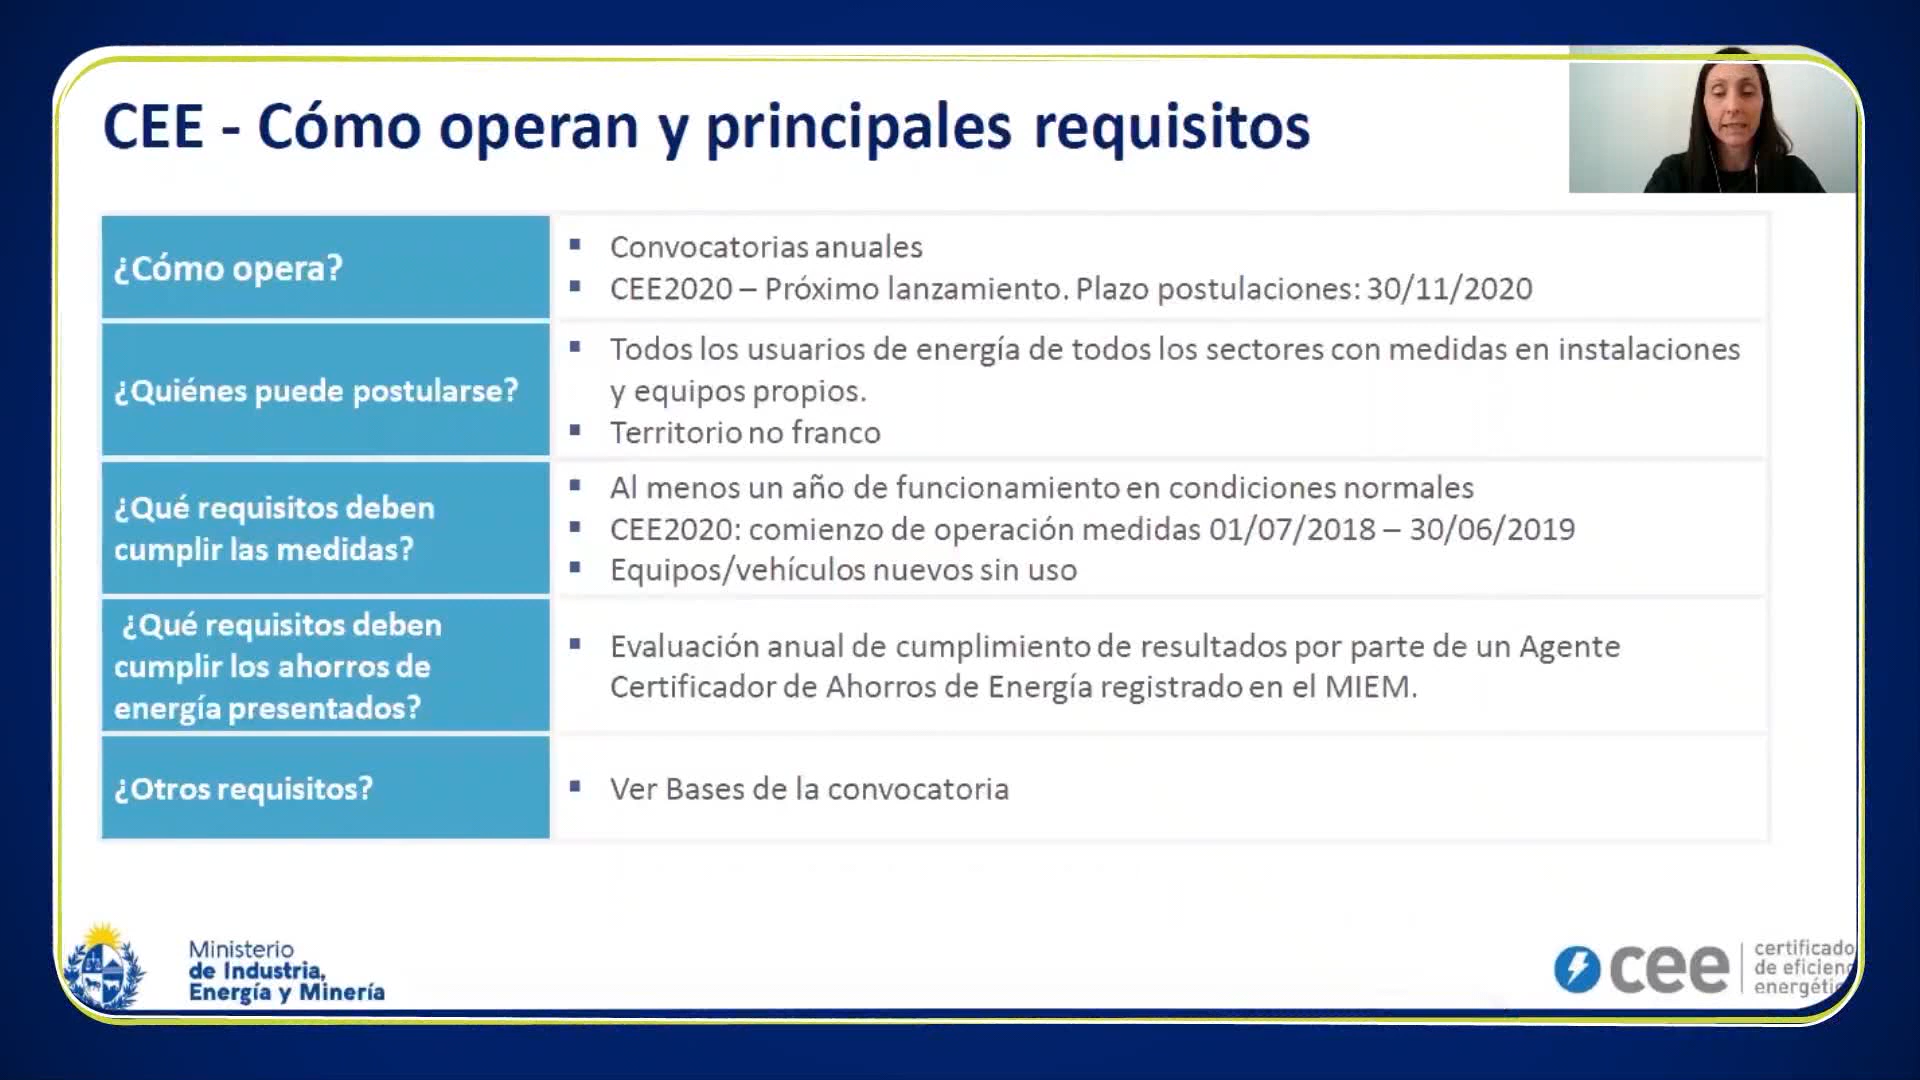 CEE - Cómo operan y principales requisitos
¿Cómo opera?
Convocatorias anuales
CEE2020 – Próximo lanzamiento. Plazo postulaciones: 30/11/2020
¿Quiénes puede postularse?
Todos los usuarios de energía de todos los sectores con medidas en instalaciones
y equipos propios.
Territorio no franco
¿Qué requisitos deben
cumplir las medidas?
Al menos un año de funcionamiento en condiciones normales
CEE2020: comienzo de operación medidas 01/07/2018 – 30/06/2019
Equipos/vehículos nuevos sin uso
¿Qué requisitos deben
cumplir los ahorros de
energía presentados?
Evaluación anual de cumplimiento de resultados por parte de un Agente
Certificador de Ahorros de Energía registrado en el MIEM.
¿Otros requisitos?
Ver Bases de la convocatoria
Ministerio
de Industria,
Energía y Minería
cee
certificado
de eficienc
energétic